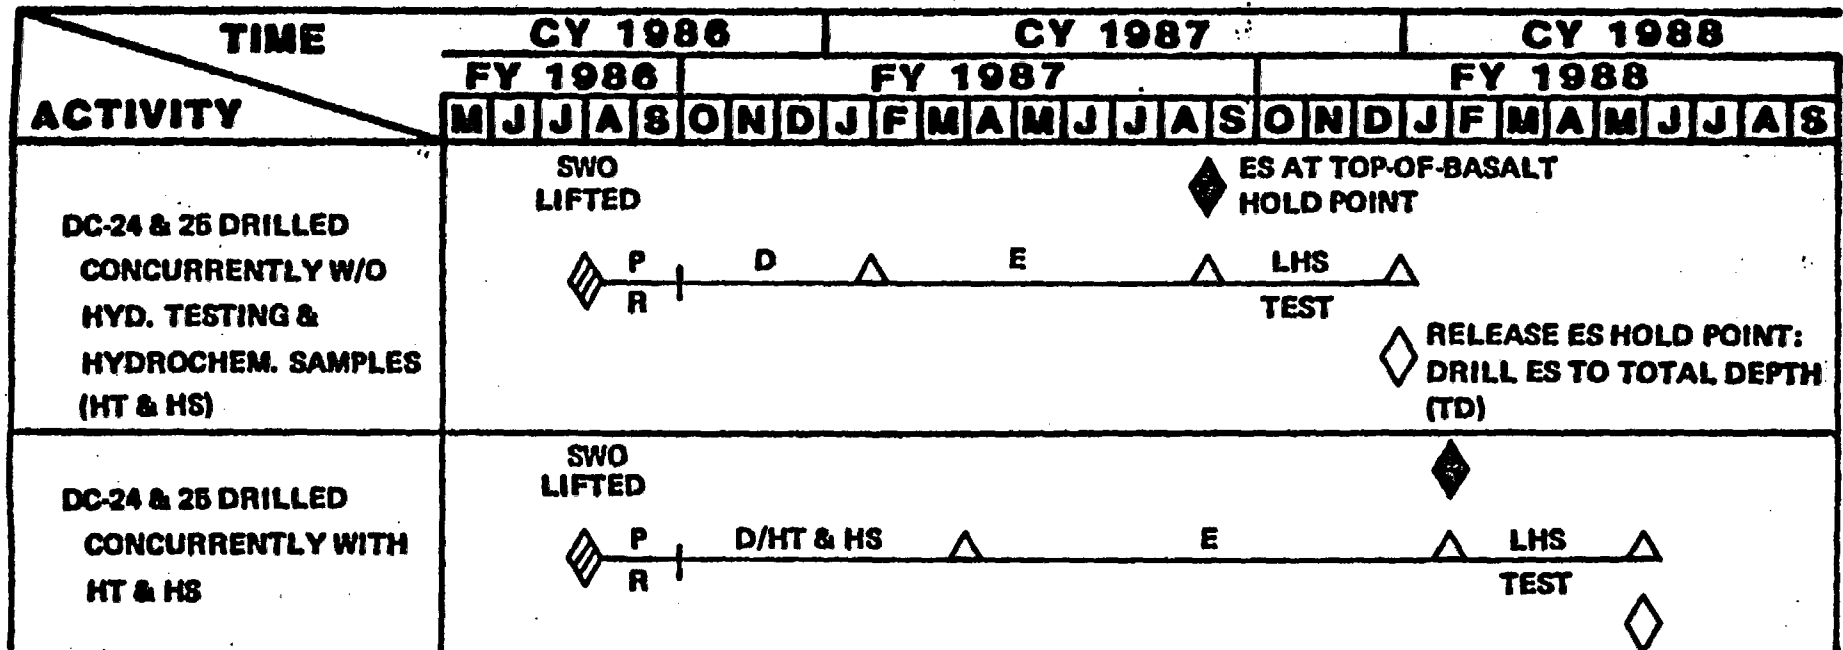 TIME
ACTIVITY
CY 1986 CY 1987 CY 1988
FY 1986 FY 1987 FY 1988
M J J A S O N D J F M A M J J A S O N D J F M A M J J A S
DC-24 & 25 DRILLED
CONCURRENTLY W/O
HYD. TESTING &
HYDROCHEM. SAMPLES
(HT & HS)
SWO
LIFTED
ES AT TOP-OF-BASALT
HOLD POINT
P D E LHS
R TEST
RELEASE ES HOLD POINT:
DRILL ES TO TOTAL DEPTH
(TD)
DC-24 & 25 DRILLED
CONCURRENTLY WITH
HT & HS
SWO
LIFTED
P D/HT & HS E LHS
R TEST